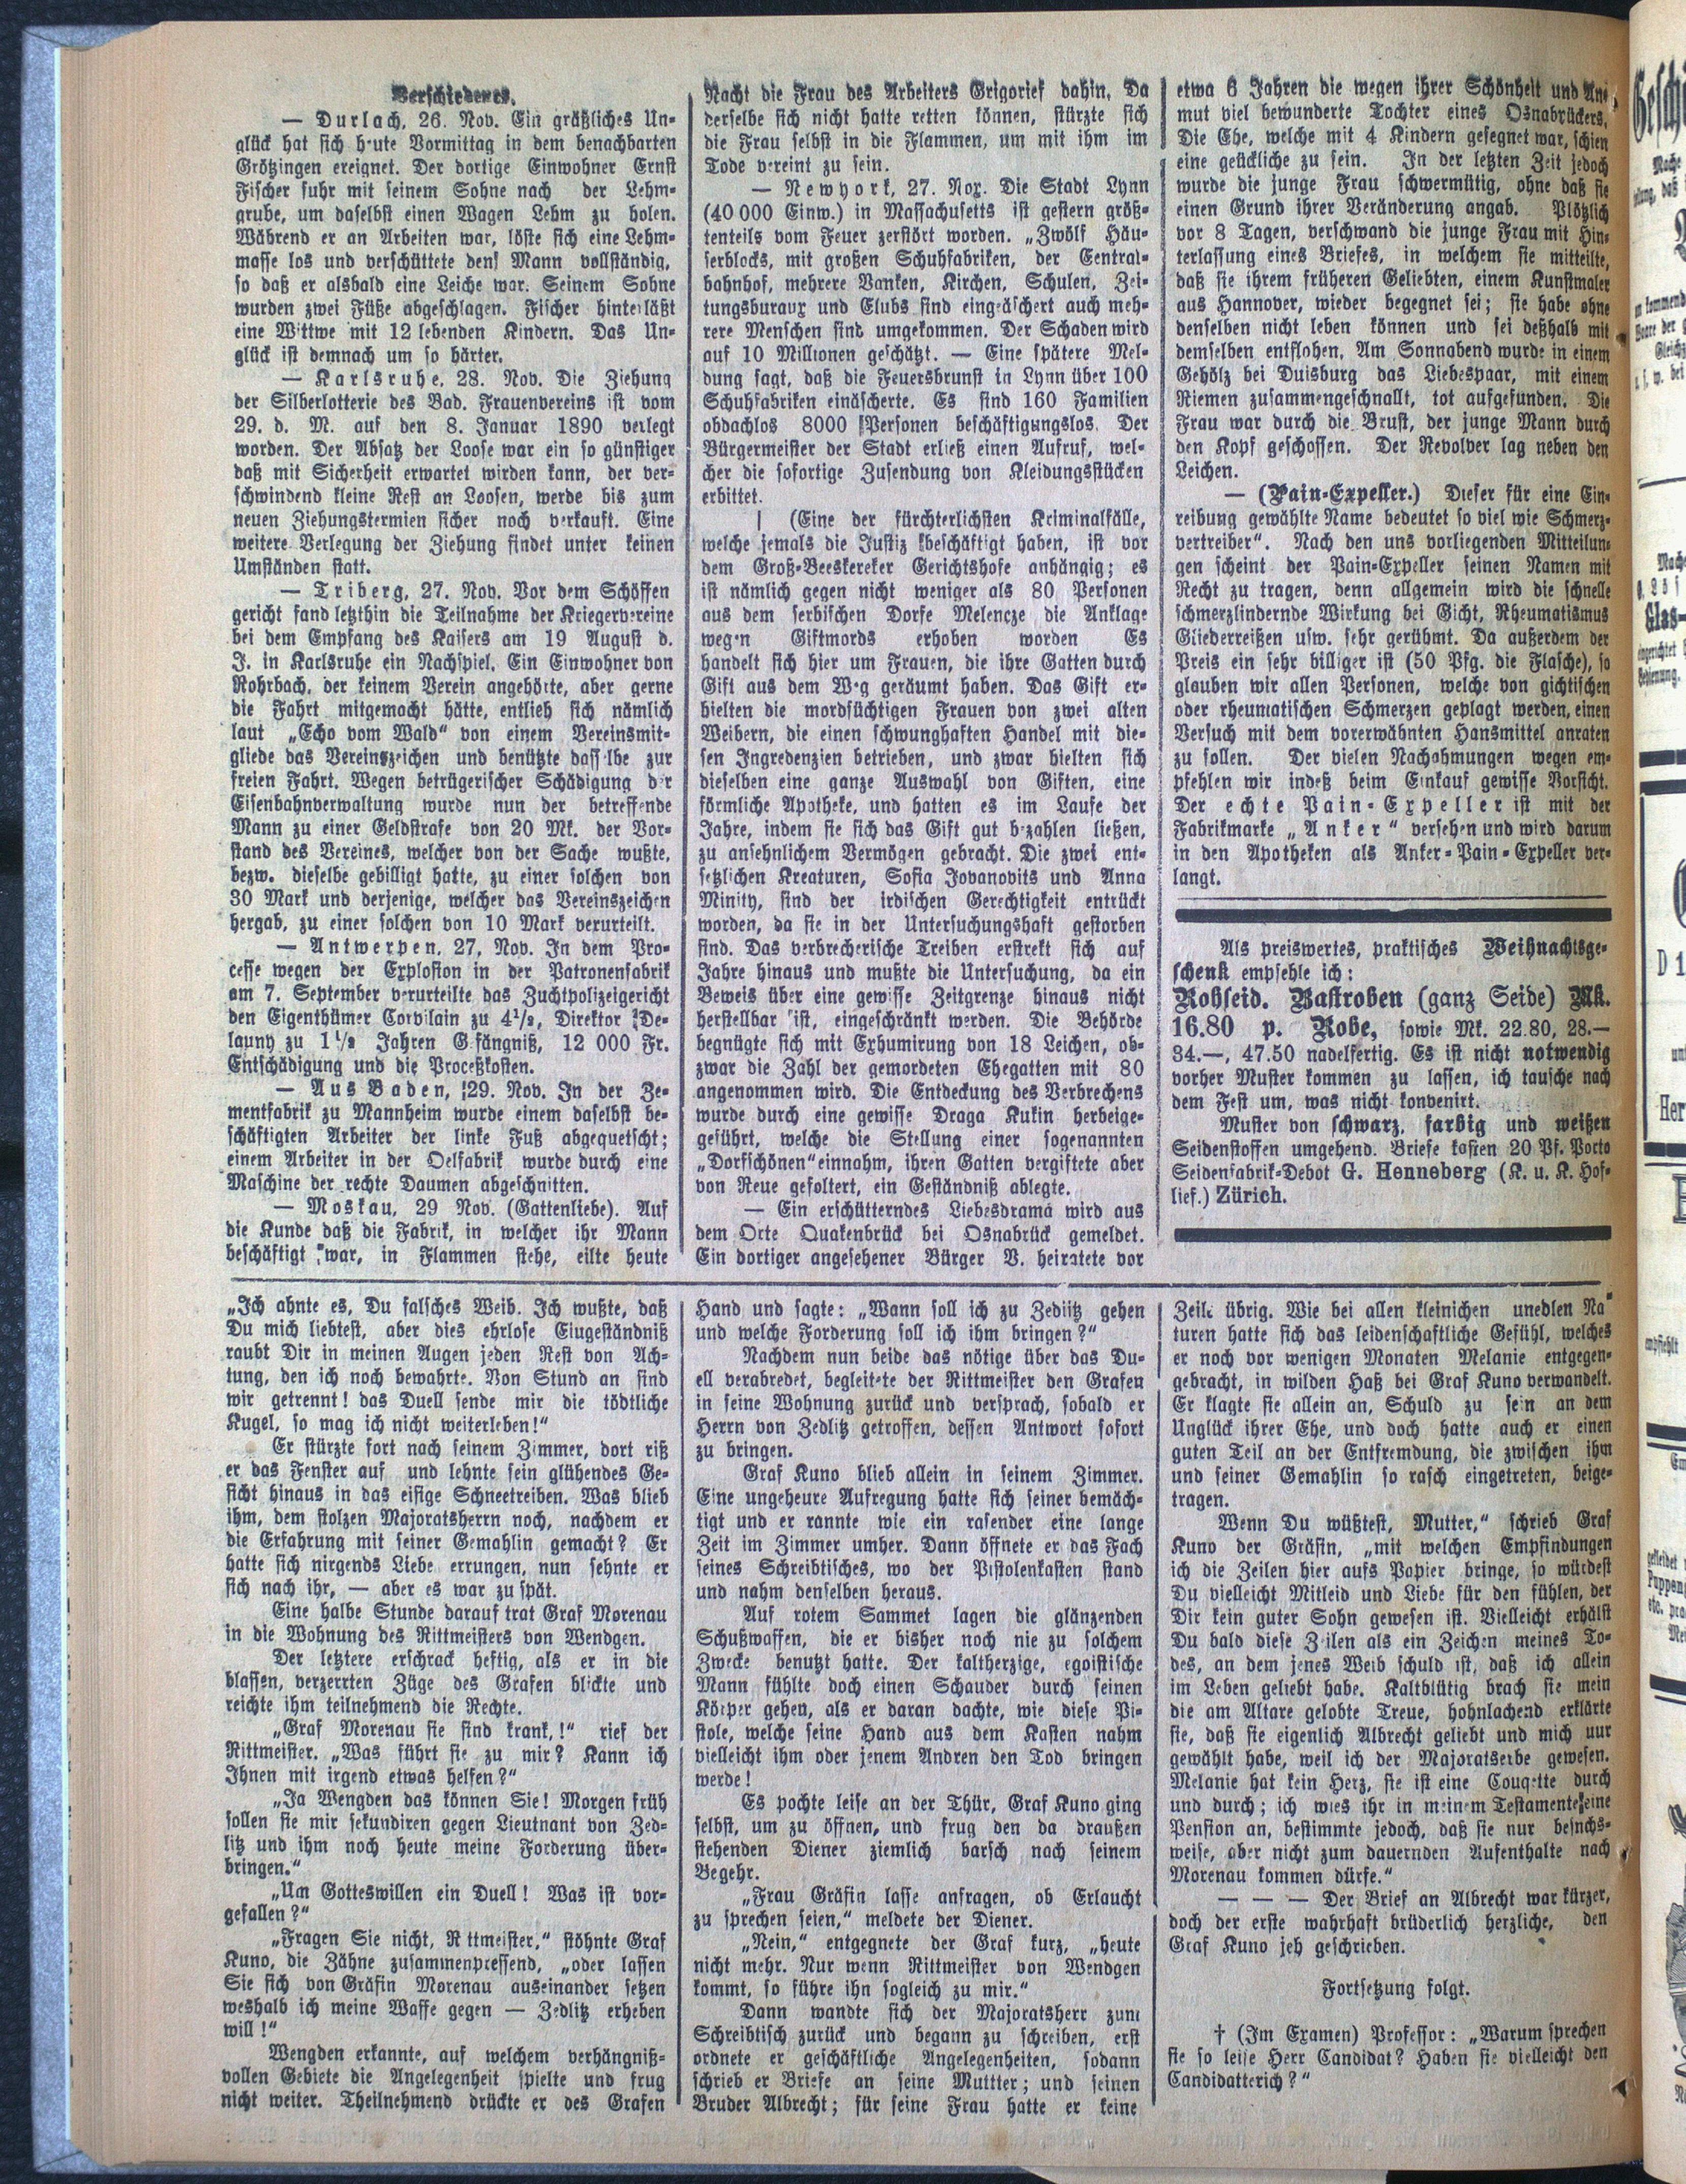 Verschiedenes.
— Durlach, 26. Nov. Ein gräßliches Un-
glück hat sich heute Vormittag in dem benachbarten
Grötzingen ereignet. Der dortige Einwohner Ernst
Fischer fuhr mit seinem Sohne nach der Lehm-
grube, um daselbst einen Wagen Lehm zu holen.
Während er an Arbeiten war, löste sich eine Lehm-
masse los und verschüttete den Mann vollständig,
so daß er alsbald eine Leiche war. Seinem Sohne
wurden zwei Füße abgeschlagen. Fischer hinterläßt
eine Wittwe mit 12 lebenden Kindern. Das Un-
glück ist demnach um so härter.
— Karlsruhe, 28. Nov. Die Ziehung
der Silberlotterie des Bad. Frauenvereins ist vom
29. d. M. auf den 8. Januar 1890 verlegt
worden. Der Absatz der Loose war ein so günstiger
daß mit Sicherheit erwartet wirden kann, der ver-
schwindend kleine Rest an Loosen, werde bis zum
neuen Ziehungstermien sicher noch verkauft. Eine
weitere Verlegung der Ziehung findet unter keinen
Umständen statt.
— Triberg, 27. Nov. Vor dem Schöffen
gericht fand letzthin die Teilnahme der Kriegervereine
bei dem Empfang des Kaisers am 19 August d.
J. in Karlsruhe ein Nachspiel. Ein Einwohner von
Rohrbach, der keinem Verein angehörte, aber gerne
die Fahrt mitgemacht hätte, entlieh sich nämlich
laut „Echo vom Wald“ von einem Vereinsmit-
gliede das Vereinszeichen und benützte dasselbe zur
freien Fahrt. Wegen betrügerischer Schädigung der
Eisenbahnverwaltung wurde nun der betreffende
Mann zu einer Geldstrafe von 20 Mk. der Vor-
stand des Vereines, welcher von der Sache wußte,
bezw. dieselbe gebilligt hatte, zu einer solchen von
30 Mark und derjenige, welcher das Vereinszeichen
hergab, zu einer solchen von 10 Mark verurteilt.
— Antwerpen, 27, Nov. In dem Pro-
cesse wegen der Explosion in der Patronenfabrik
am 7. September verurteilte das Zuchtpolizeigericht
den Eigenthümer Corvilain zu 4½, Direktor De-
launy zu 1½ Jahren Gefängniß, 12 000 Fr.
Entschädigung und die Proceßkosten.
— Aus Baden, 29. Nov. In der Ze-
mentfabrik zu Mannheim wurde einem daselbst be-
schäftigten Arbeiter der linke Fuß abgequetscht;
einem Arbeiter in der Oelfabrik wurde durch eine
Maschine der rechte Daumen abgeschnitten.
— Moskau, 29 Nov. (Gattenliebe). Auf
die Kunde daß die Fabrik, in welcher ihr Mann
beschäftigt war, in Flammen stehe, eilte heute
Nacht die Frau des Arbeiters Grigorief dahin. Da
derselbe sich nicht hatte retten können, stürzte sich
die Frau selbst in die Flammen, um mit ihm im
Tode vereint zu sein.
— Newyork, 27. Nov. Die Stadt Lynn
(40 000 Einw.) in Massachusetts ist gestern größ-
tenteils vom Feuer zerstört worden. „Zwölf Häu-
serblocks, mit großen Schuhfabriken, der Central-
bahnhof, mehrere Banken, Kirchen, Schulen, Zei-
tungsburaux und Clubs sind eingeäschert auch meh-
rere Menschen sind umgekommen. Der Schaden wird
auf 10 Millionen geschätzt. — Eine spätere Mel-
dung sagt, daß die Feuersbrunst in Lynn über 100
Schuhfabriken einäscherte. Es sind 160 Familien
obdachlos 8000 Personen beschäftigungslos. Der
Bürgermeister der Stadt erließ einen Aufruf, wel-
cher die sofortige Zusendung von Kleidungsstücken
erbittet.
| (Eine der fürchterlichsten Kriminalfälle,
welche jemals die Justiz beschäftigt haben, ist vor
dem Groß-Beeskereker Gerichtshofe anhängig; es
ist nämlich gegen nicht weniger als 80 Personen
aus dem serbischen Dorfe Melencze die Anklage
wegen Giftmords erhoben worden Es
handelt sich hier um Frauen, die ihre Gatten durch
Gift aus dem Weg geräumt haben. Das Gift er-
hielten die mordsüchtigen Frauen von zwei alten
Weibern, die einen schwunghaften Handel mit die-
sen Ingredenzien betrieben, und zwar hielten sich
dieselben eine ganze Auswahl von Giften, eine
förmliche Apotheke, und hatten es im Laufe der
Jahre, indem sie sich das Gift gut bezahlen ließen,
zu ansehnlichem Vermögen gebracht. Die zwei ent-
setzlichen Kreaturen, Sofia Jovanovits und Anna
Minity, sind der irdischen Gerechtigkeit entrückt
worden, da sie in der Untersuchungshaft gestorben
sind. Das verbrecherische Treiben erstrekt sich auf
Jahre hinaus und mußte die Untersuchung, da ein
Beweis über eine gewisse Zeitgrenze hinaus nicht
herstellbar ist, eingeschränkt werden. Die Behörde
begnügte sich mit Exhumirung von 18 Leichen, ob-
zwar die Zahl der gemordeten Ehegatten mit 80
angenommen wird. Die Entdeckung des Verbrechens
wurde durch eine gewisse Draga Kukin herbeige-
geführt, welche die Stellung einer sogenannten
„Dorfschönen“ einnahm, ihren Gatten vergiftete aber
von Reue gefoltert, ein Geständniß ablegte.
— Ein erschütterndes Liebesdrama wird aus
dem Orte Quakenbrück bei Osnabrück gemeldet.
Ein dortiger angesehener Bürger V. heiratete vor
etwa 6 Jahren die wegen ihrer Schönheit und An-
mut viel bewunderte Tochter eines Osnabrückers.
Die Ehe, welche mit 4 Kindern gesegnet war, schien
eine geückliche zu sein. In der letzten Zeit jedoch
wurde die junge Frau schwermütig, ohne daß sie
einen Grund ihrer Veränderung angab. Plötzlich
vor 8 Tagen, verschwand die junge Frau mit Hin-
terlassung eines Briefes, in welchem sie mitteilte,
daß sie ihrem früheren Geliebten, einem Kunstmaler
aus Hannover, wieder begegnet sei; sie habe ohne
denselben nicht leben können und sei deßhalb mit
demselben entflohen. Am Sonnabend wurde in einem
Gehölz bei Duisburg das Liebespaar, mit einem
Riemen zusammengeschnallt, tot aufgefunden. Die
Frau war durch die Brust, der junge Mann durch
den Kopf geschossen. Der Revolver lag neben den
Leichen.
— (Pain-Expeller.) Dieser für eine Ein-
reibung gewählte Name bedeutet so viel wie Schmerz-
vertreiber“. Nach den uns vorliegenden Mitteilun-
gen scheint der Pain-Expeller seinen Namen mit
Recht zu tragen, denn allgemein wird die schnelle
schmerzlindernde Wirkung bei Gicht, Rheumatismus
Gliederreißen usw. sehr gerühmt. Da außerdem der
Preis ein sehr billiger ist (50 Pfg. die Flasche), so
glauben wir allen Personen, welche von gichtischen
oder rheumatischen Schmerzen geplagt werden, einen
Versuch mit dem vorerwähnten Hansmittel anraten
zu sollen. Der vielen Nachahmungen wegen em-
pfehlen wir indeß beim Einkauf gewisse Vorsicht.
Der echte Pain-Expeller ist mit der
Fabrikmarke „Anker“ versehen und wird darum
in den Apotheken als Anker-Pain-Expeller ver-
langt.
Als preiswertes, praktisches Weihnachtsge-
schenk empfehle ich:
Rohseid. Bastroben (ganz Seide) Mk.
16.80 p. Robe, sowie Mk. 22.80, 28.—
34.—, 47.50 nadelfertig. Es ist nicht notwendig
vorher Muster kommen zu lassen, ich tausche nach
dem Fest um, was nicht konvenirt.
Muster von schwarz, farbig und weißen
Seidenstoffen umgehend. Briefe kosten 20 Pf. Porto
Seidenfabrik-Debot G. Henneberg (K. u. K. Hof-
lief.) Zürich.
„Ich ahnte es, Du falsches Weib. Ich wußte, daß
Du mich liebtest, aber dies ehrlose Eiugeständniß
raubt Dir in meinen Augen jeden Rest von Ach-
tung, den ich noch bewahrte. Von Stund an sind
wir getrennt! das Duell sende mir die tödtliche
Kugel, so mag ich nicht weiterleben!“
Er stürzte fort nach seinem Zimmer, dort riß
er das Fenster auf und lehnte sein glühendes Ge-
sicht hinaus in das eisige Schneetreiben. Was blieb
ihm, dem stolzen Majoratsherrn noch, nachdem er
die Erfahrung mit seiner Gemahlin gemacht? Er
hatte sich nirgends Liebe errungen, nun sehnte er
sich nach ihr, — aber es war zu spät.
Eine halbe Stunde darauf trat Graf Morenau
in die Wohnung des Rittmeisters von Wendgen.
Der letztere erschrack heftig, als er in die
blassen, verzerrten Züge des Grafen blickte und
reichte ihm teilnehmend die Rechte.
„Graf Morenau sie sind krank,!“ rief der
Rittmeister. „Was führt sie zu mir? Kann ich
Ihnen mit irgend etwas helfen?“
„Ja Wengden das können Sie! Morgen früh
sollen sie mir sekundiren gegen Lieutnant von Zed-
litz und ihm noch heute meine Forderung über-
bringen.“
„Um Gotteswillen ein Duell! Was ist vor-
gefallen?“
„Fragen Sie nicht, Rittmeister,“ stöhnte Graf
Kuno, die Zähne zusammenpressend, „oder lassen
Sie sich von Gräfin Morenau auseinander setzen
weshalb ich meine Waffe gegen — Zedlitz erheben
will!“
Wengden erkannte, auf welchem verhängniß-
vollen Gebiete die Angelegenheit spielte und frug
nicht weiter. Theilnehmend drückte er des Grafen
Hand und sagte: „Wann soll ich zu Zedlitz gehen
und welche Forderung soll ich ihm bringen?“
Nachdem nun beide das nötige über das Du-
ell verabredet, begleitete der Rittmeister den Grafen
in seine Wohnung zurück und versprach, sobald er
Herrn von Zedlitz getroffen, dessen Antwort sofort
zu bringen.
Graf Kuno blieb allein in seinem Zimmer.
Eine ungeheure Aufregung hatte sich seiner bemäch-
tigt und er rannte wie ein rasender eine lange
Zeit im Zimmer umher. Dann öffnete er das Fach
seines Schreibtisches, wo der Pistolenkasten stand
und nahm denselben heraus.
Auf rotem Sammet lagen die glänzenden
Schußwaffen, die er bisher noch nie zu solchem
Zwecke benutzt hatte. Der kaltherzige, egoistische
Mann fühlte doch einen Schauder durch seinen
Körper gehen, als er daran dachte, wie diese Pi-
stole, welche seine Hand aus dem Kasten nahm
vielleicht ihm oder jenem Andren den Tod bringen
werde!
Es pochte leise an der Thür, Graf Kuno ging
selbst, um zu öffnen, und frug den da draußen
stehenden Diener ziemlich barsch nach seinem
Begehr.
„Frau Gräfin lasse anfragen, ob Erlaucht
zu sprechen seien,“ meldete der Diener.
„Nein,“ entgegnete der Graf kurz, „heute
nicht mehr. Nur wenn Rittmeister von Wendgen
kommt, so führe ihn sogleich zu mir.“
Dann wandte sich der Majoratsherr zum
Schreibtisch zurück und begann zu schreiben, erst
ordnete er geschäftliche Angelegenheiten, sodann
schrieb er Briefe an seine Muttter; und seinen
Bruder Albrecht; für seine Frau hatte er keine
Zeile übrig. Wie bei allen kleinichen unedlen Na-
turen hatte sich das leidenschaftliche Gefühl, welches
er noch vor wenigen Monaten Melanie entgegen-
gebracht, in wilden Haß bei Graf Kuno verwandelt.
Er klagte sie allein an, Schuld zu sein an dem
Unglück ihrer Ehe, und doch hatte auch er einen
guten Teil an der Entfremdung, die zwischen ihm
und seiner Gemahlin so rasch eingetreten, beige-
tragen.
Wenn Du wüßtest, Mutter,“ schrieb Graf
Kuno der Gräfin, „mit welchen Empfindungen
ich die Zeilen hier aufs Papier bringe, so würdest
Du vielleicht Mitleid und Liebe für den fühlen, der
Dir kein guter Sohn gewesen ist. Vielleicht erhälst
Du bald diese Zeilen als ein Zeichen meines To-
des, an dem jenes Weib schuld ist, daß ich allein
im Leben geliebt habe. Kaltblütig brach sie mein
die am Altare gelobte Treue, hohnlachend erklärte
sie, daß sie eigenlich Albrecht geliebt und mich uur
gewählt habe, weil ich der Majoratserbe gewesen.
Melanie hat kein Herz, sie ist eine Couqette durch
und durch; ich wies ihr in meinem Testamente eine
Pension an, bestimmte jedoch, daß sie nur besnchs-
weise, aber nicht zum dauernden Aufenthalte nach
Morenau kommen dürfe.“
— — — Der Brief an Albrecht war kürzer,
doch der erste wahrhaft brüderlich herzliche, den
Graf Kuno jeh geschrieben.
Fortsetzung folgt.
† (Im Examen) Professor: „Warum sprechen
sie so leise Herr Candidat? Haben sie vielleicht den
Candidatterich?“